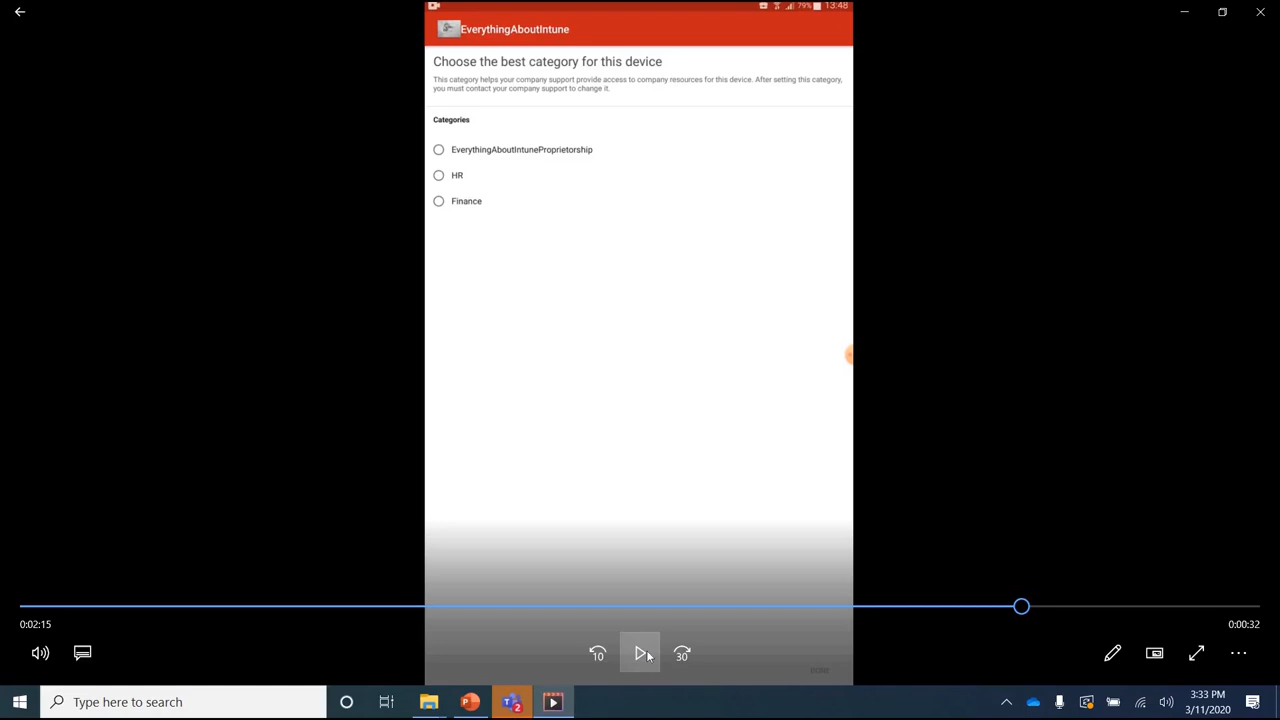 79% 13:48
EverythingAboutIntune
Choose the best category for this device
This category helps your company support provide access to company resources for this device. After setting this category,
you must contact your company support to change it.
Categories
EverythingAboutIntuneProprietorship
HR
Finance
0:02:15
0:00:32
10
30
DONE
Type here to search
2
3:33 PM
3/11/2020